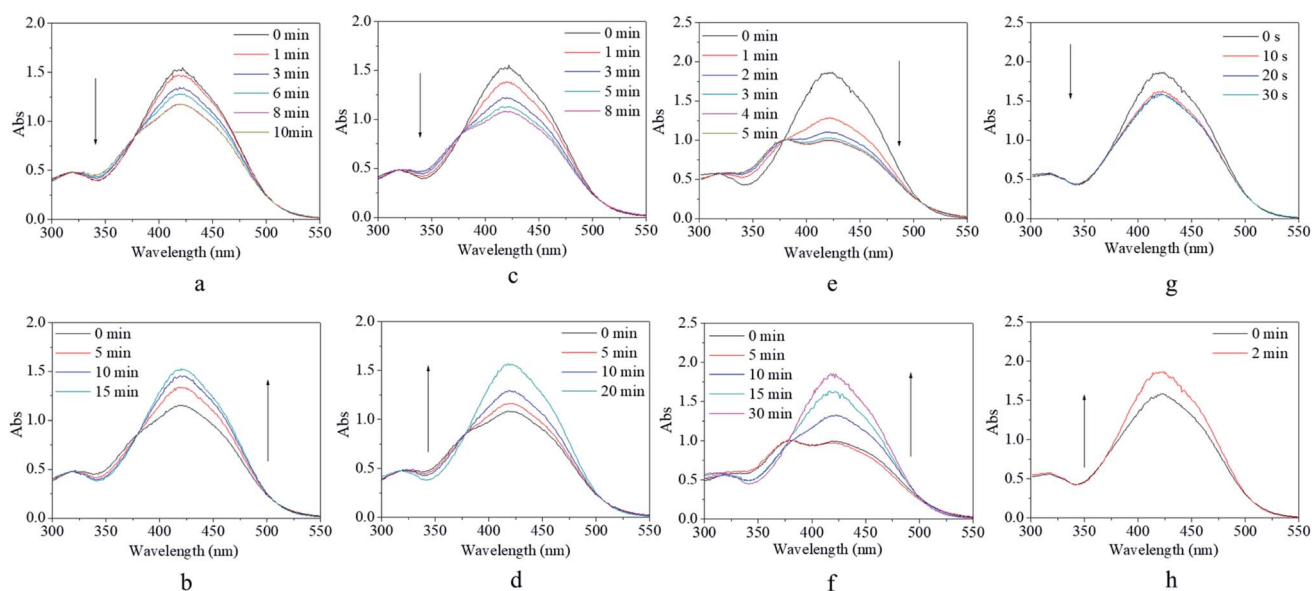 2.0
1.5
1.0
0.5
0.0
Abs
300 350 400 450 500 550
Wavelength (nm)
0 min
1 min
3 min
6 min
8 min
10min
a
2.0
1.5
1.0
0.5
0.0
Abs
300 350 400 450 500 550
Wavelength (nm)
0 min
1 min
3 min
5 min
8 min
c
2.5
2.0
1.5
1.0
0.5
0.0
Abs
300 350 400 450 500 550
Wavelength (nm)
0 min
1 min
2 min
3 min
4 min
5 min
e
2.5
2.0
1.5
1.0
0.5
0.0
Abs
300 350 400 450 500 550
Wavelength (nm)
0 s
10 s
20 s
30 s
g
2.0
1.5
1.0
0.5
0.0
Abs
300 350 400 450 500 550
Wavelength (nm)
0 min
5 min
10 min
15 min
b
2.0
1.5
1.0
0.5
0.0
Abs
300 350 400 450 500 550
Wavelength (nm)
0 min
5 min
10 min
20 min
d
2.5
2.0
1.5
1.0
0.5
0.0
Abs
300 350 400 450 500 550
Wavelength (nm)
0 min
5 min
10 min
15 min
30 min
f
2.5
2.0
1.5
1.0
0.5
0.0
Abs
300 350 400 450 500 550
Wavelength (nm)
0 min
2 min
h